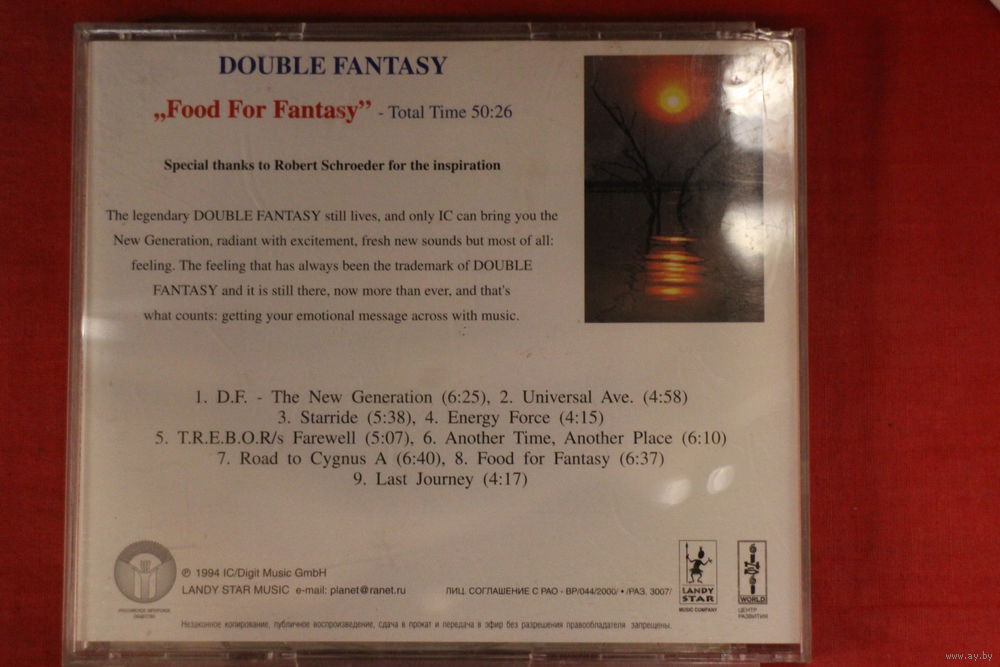 DOUBLE FANTASY
„Food For Fantasy” - Total Time 50:26
Special thanks to Robert Schroeder for the inspiration
The legendary DOUBLE FANTASY still lives, and only IC can bring you the
New Generation, radiant with excitement, fresh new sounds but most of all:
feeling. The feeling that has always been the trademark of DOUBLE
FANTASY and it is still there, now more than ever, and that's
what counts: getting your emotional message across with music.
1. D.F. - The New Generation (6:25), 2. Universal Ave. (4:58)
3. Starride (5:38), 4. Energy Force (4:15)
5. T.R.E.B.O.R/s Farewell (5:07), 6. Another Time, Another Place (6:10)
7. Road to Cygnus A (6:40), 8. Food for Fantasy (6:37)
9. Last Journey (4:17)
РОССИЙСКОЕ АВТОРСКОЕ
ОБЩЕСТВО
℗ 1994 IC/Digit Music GmbH
LANDY STAR MUSIC e-mail: planet@ranet.ru
ЛИЦ. СОГЛАШЕНИЕ С РАО - ВР/044/2000/ • /РАЗ. 3007/
LANDY
STAR
MUSIC COMPANY
WORLD
ЦЕНТР
РАЗВИТИЯ
Незаконное копирование, публичное воспроизведение, сдача в прокат и передача в эфир без разрешения правообладателя запрещены.
www.ay.by